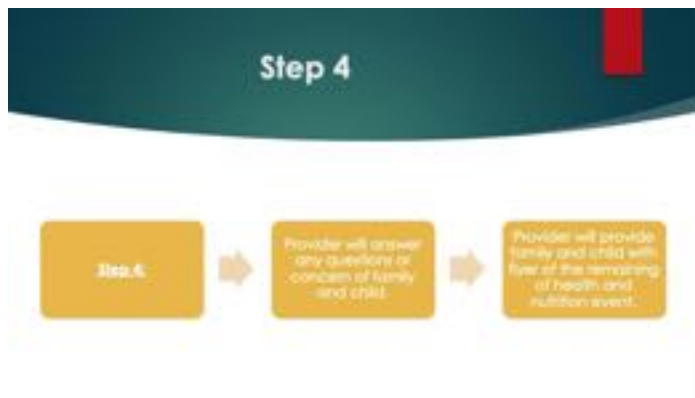 Step 4
Step 4:
Provider will answer
any questions or
concern of family
and child.
Provider will provide
family and child with
flyer of the remaining
of health and
nutrition event.